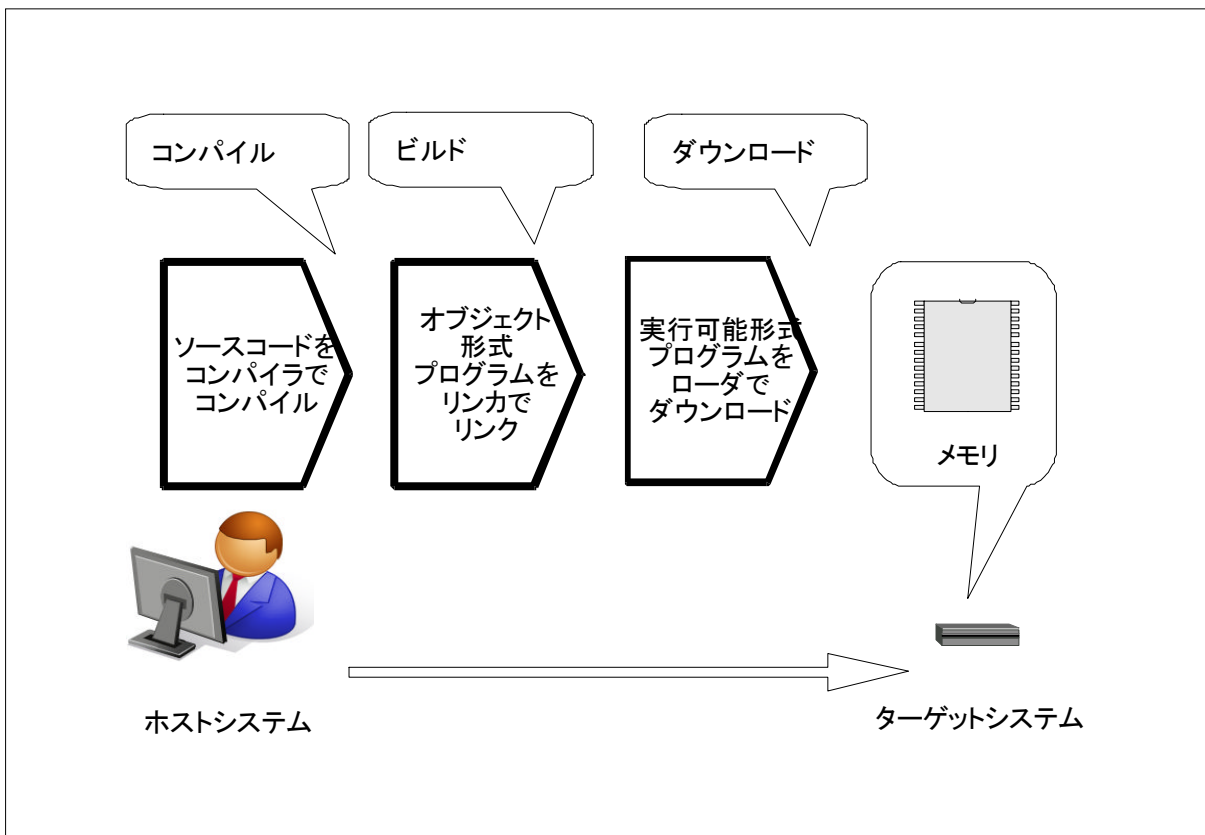 コンパイル
ビルド
ダウンロード
ソースコードを
コンパイラで
コンパイル
オブジェクト
形式
プログラムを
リンカで
リンク
実行可能形式
プログラムを
ローダで
ダウンロード
メモリ
ホストシステム
ターゲットシステム